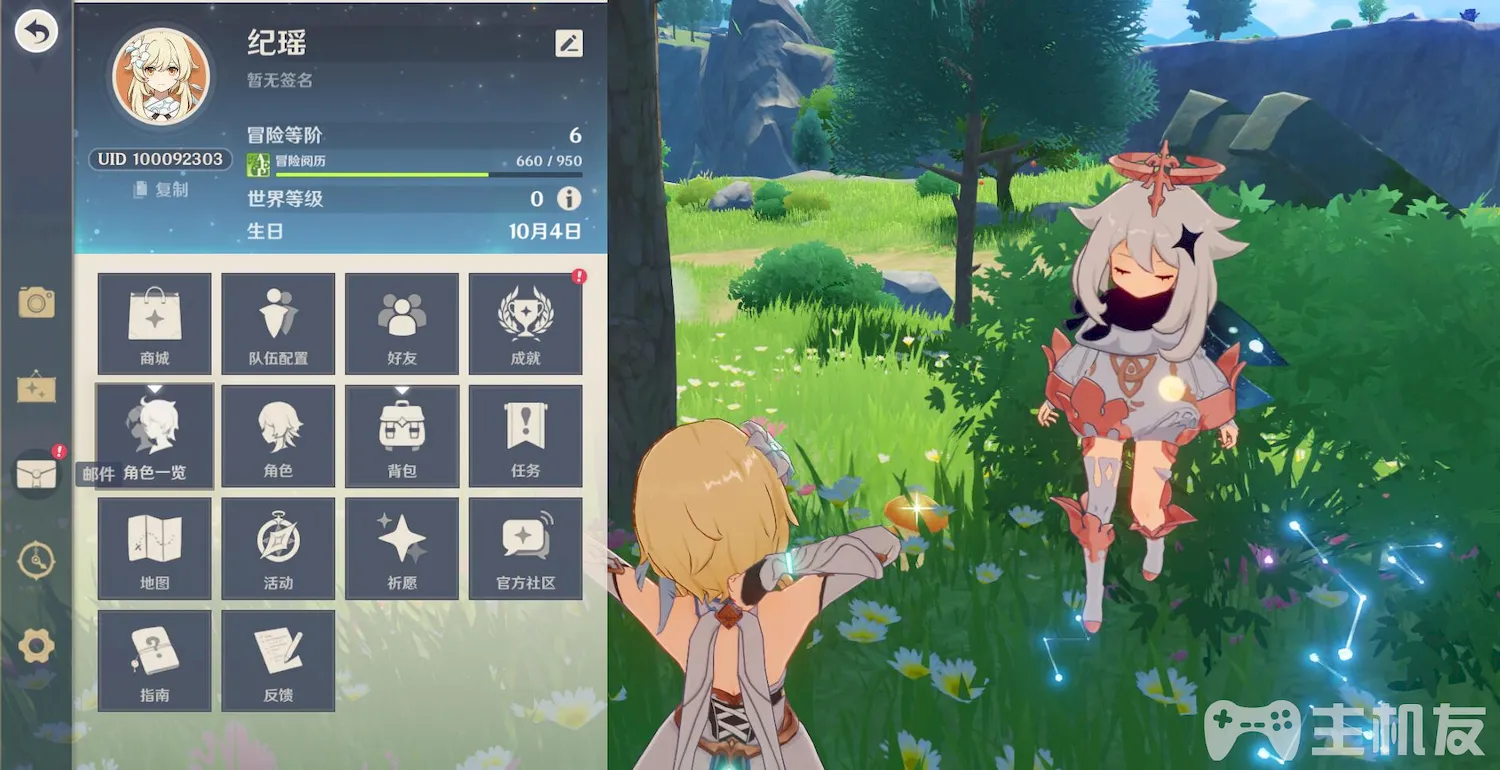 纪瑶
暂无签名
UID 100092303
复制
冒险等阶 6
冒险阅历 660 / 950
世界等级 0
生日 10月4日
商城 队伍配置 好友 成就
邮件 角色一览 角色 背包 任务
地图 活动 祈愿 官方社区
指南 反馈
主机友